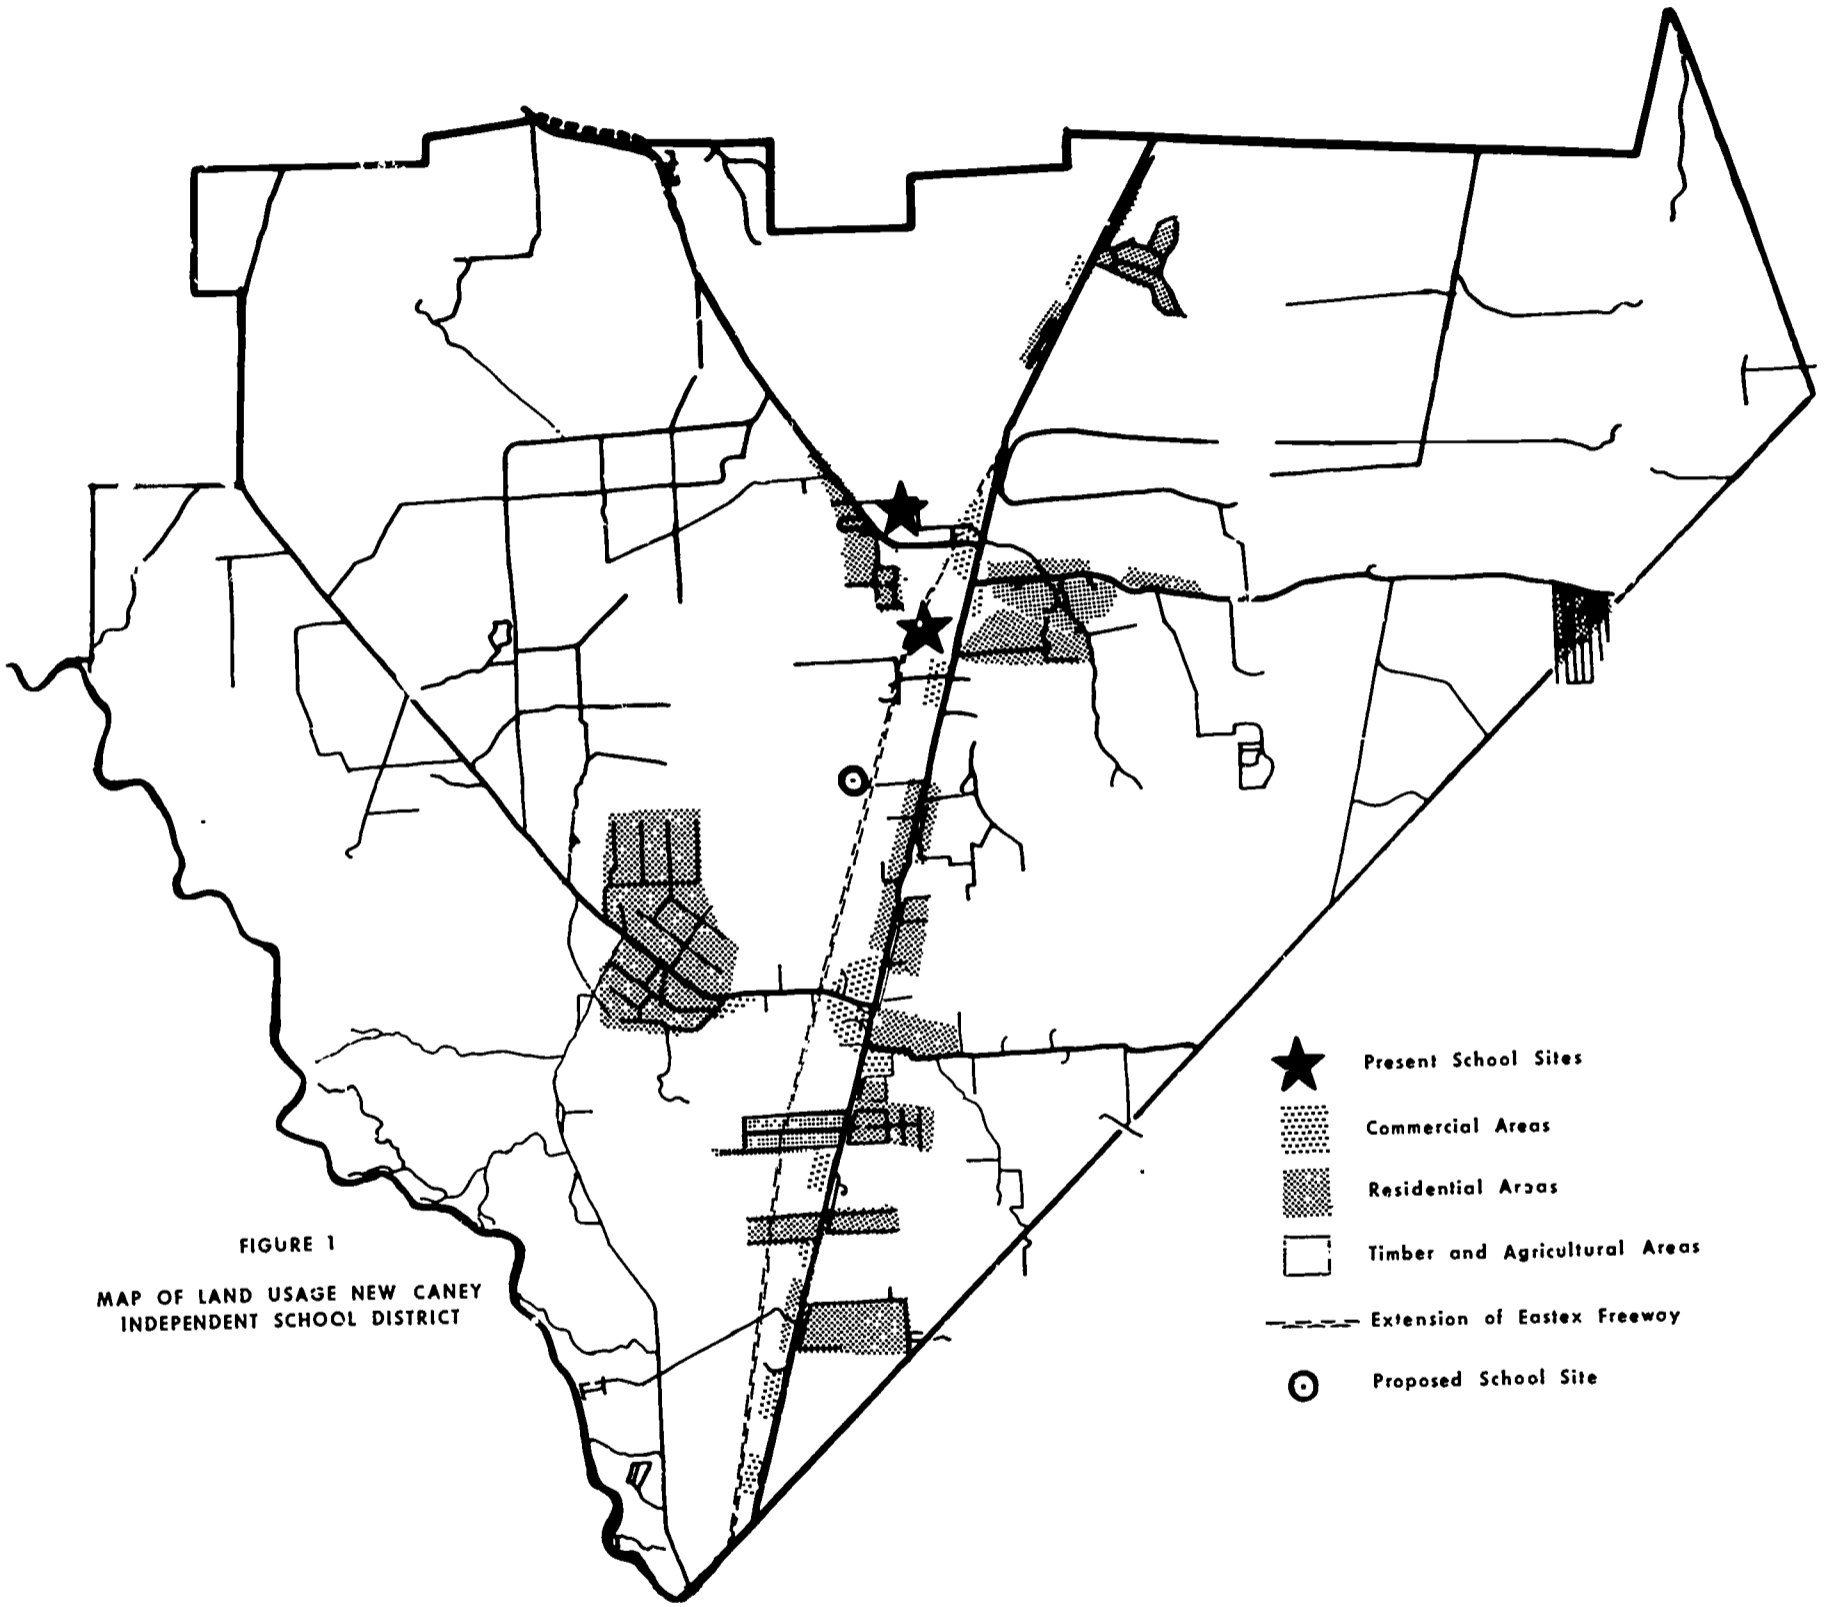 Present School Sites
Commercial Areas
Residential Areas
Timber and Agricultural Areas
FIGURE 1
MAP OF LAND USAGE NEW CANEY
INDEPENDENT SCHOOL DISTRICT
Extension of Eastex Freeway
Proposed School Site